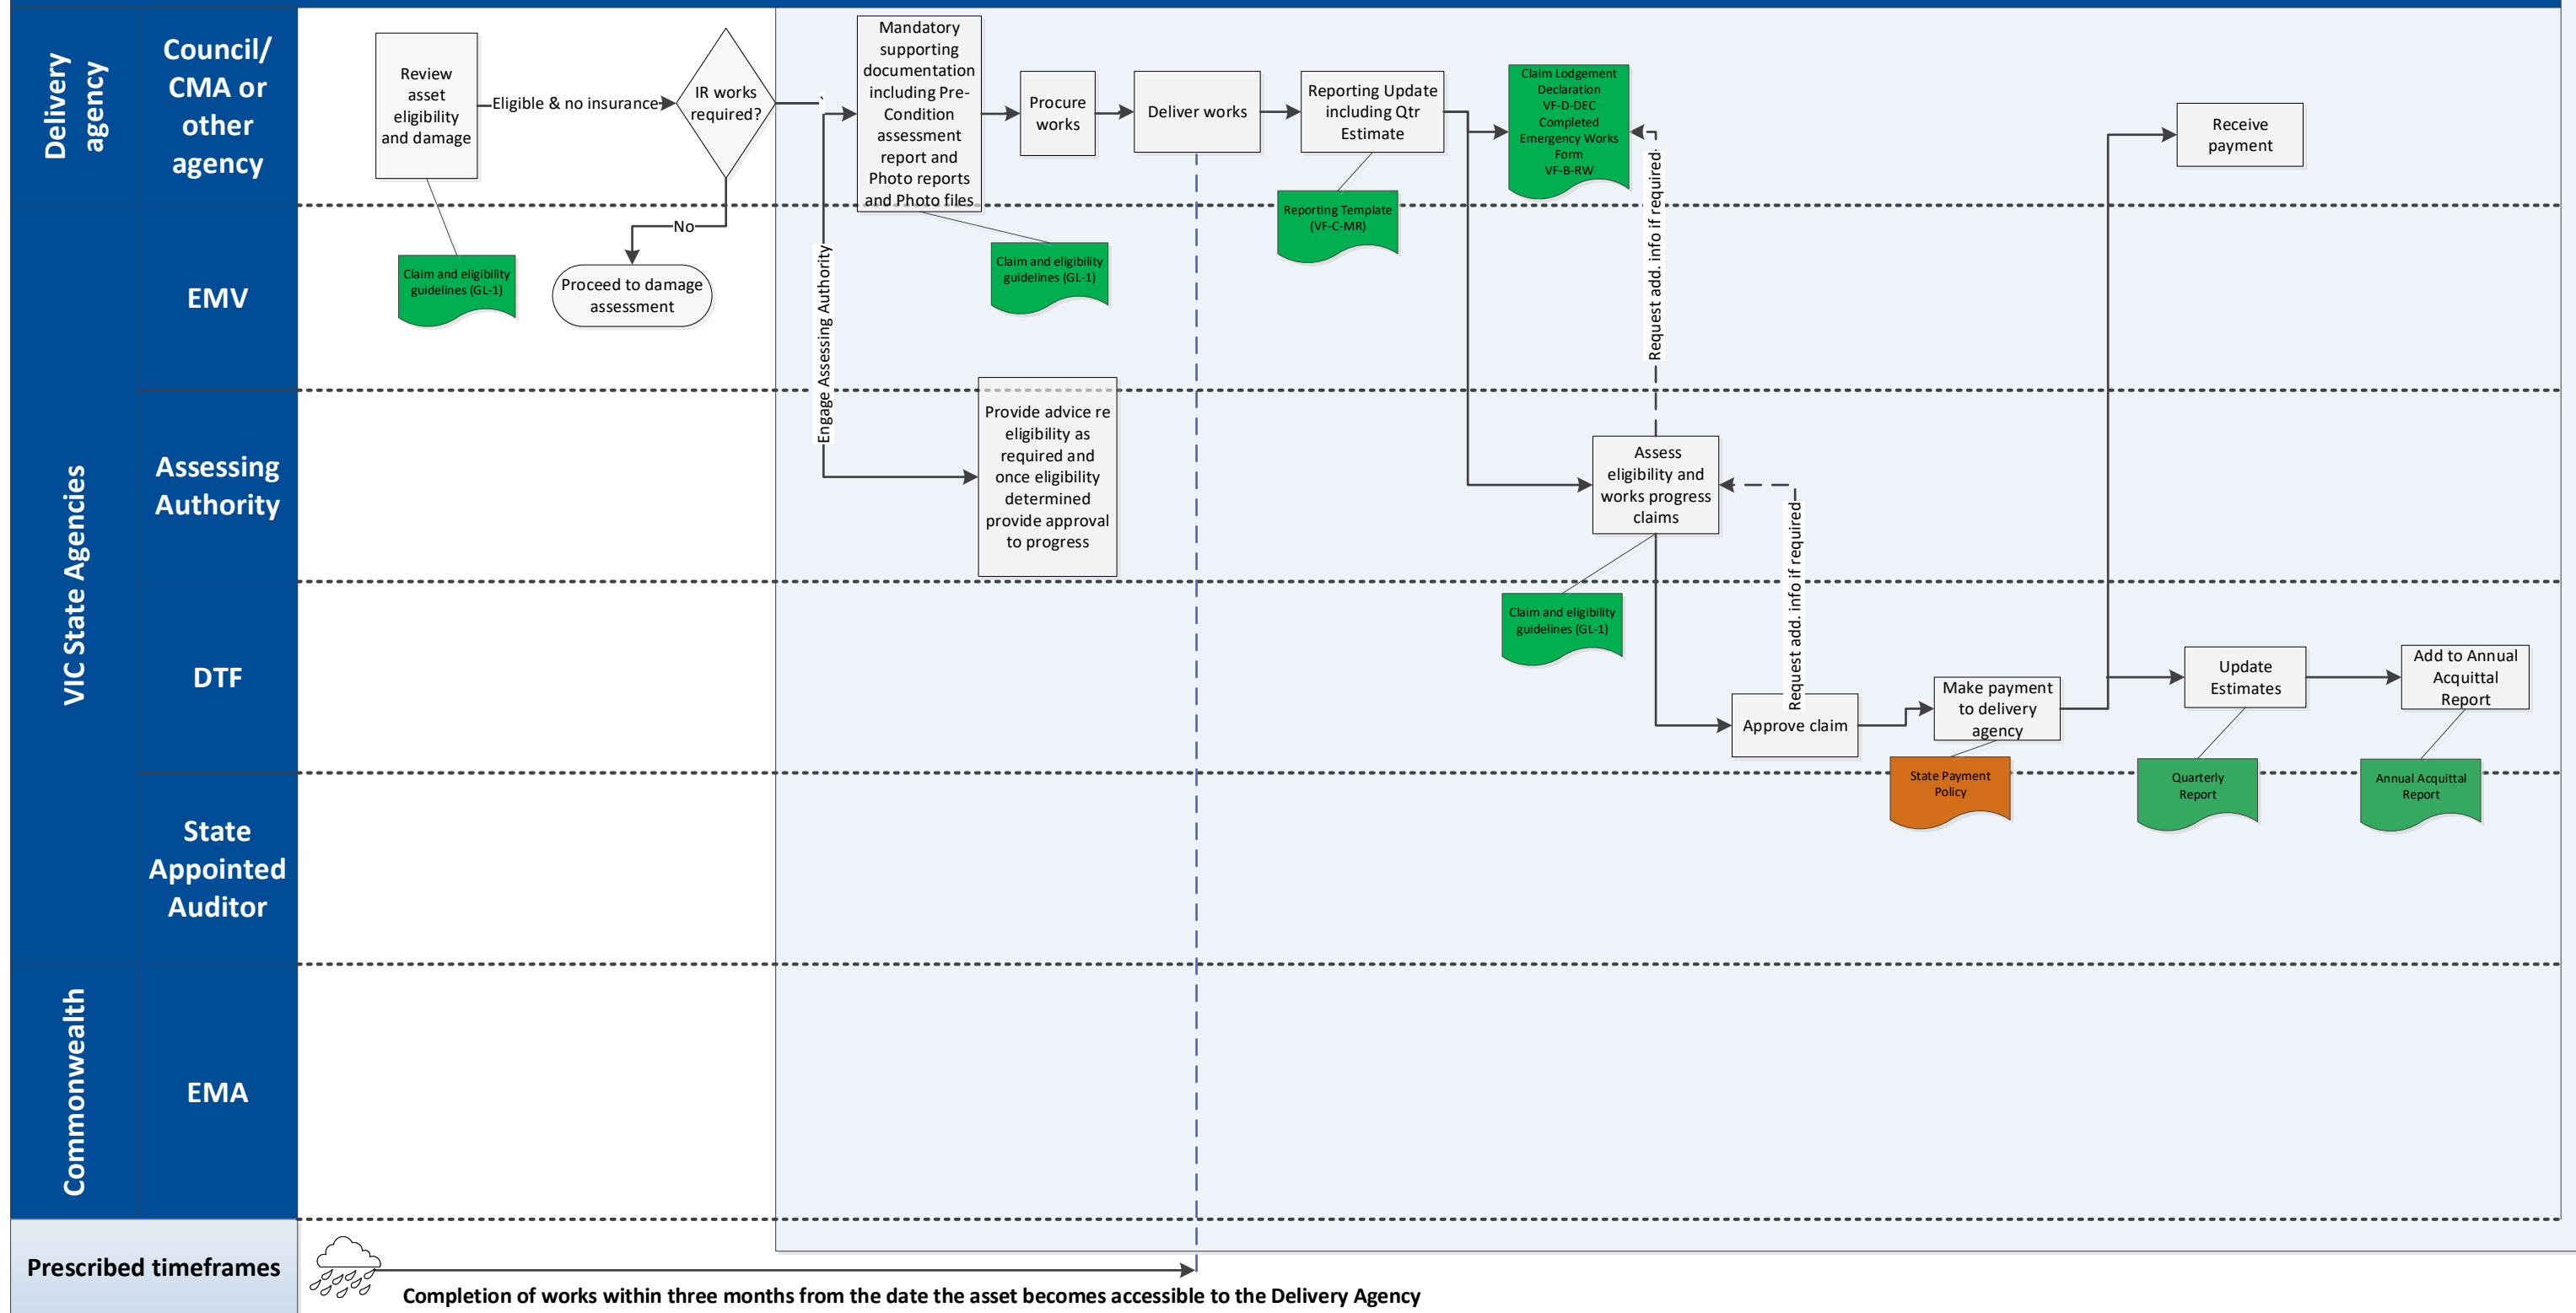 Delivery
agency
Council/
CMA or
other
agency
Review
asset
eligibility
and damage
Eligible & no insurance
IR works
required?
Mandatory
supporting
documentation
including Pre-
Condition
assessment
report and
Photo reports
and Photo files
Procure
works
Deliver works
Reporting Update
including Qtr
Estimate
Claim Lodgement
Declaration
VF-D-DEC
Completed
Emergency Works
Form
VF-B-RW
Receive
payment
VIC State Agencies
EMV
Claim and eligibility
guidelines (GL-1)
No
Proceed to damage
assessment
Engage Assessing Authority
Claim and eligibility
guidelines (GL-1)
Reporting Template
(VF-C-MR)
Request add. info if required
Assessing
Authority
Provide advice re
eligibility as
required and
once eligibility
determined
provide approval
to progress
Assess
eligibility and
works progress
claims
Request add. info if required
DTF
Claim and eligibility
guidelines (GL-1)
Approve claim
Make payment
to delivery
agency
Update
Estimates
Add to Annual
Acquittal
Report
State
Appointed
Auditor
State Payment
Policy
Quarterly
Report
Annual Acquittal
Report
Commonwealth
EMA
Prescribed timeframes
Completion of works within three months from the date the asset becomes accessible to the Delivery Agency